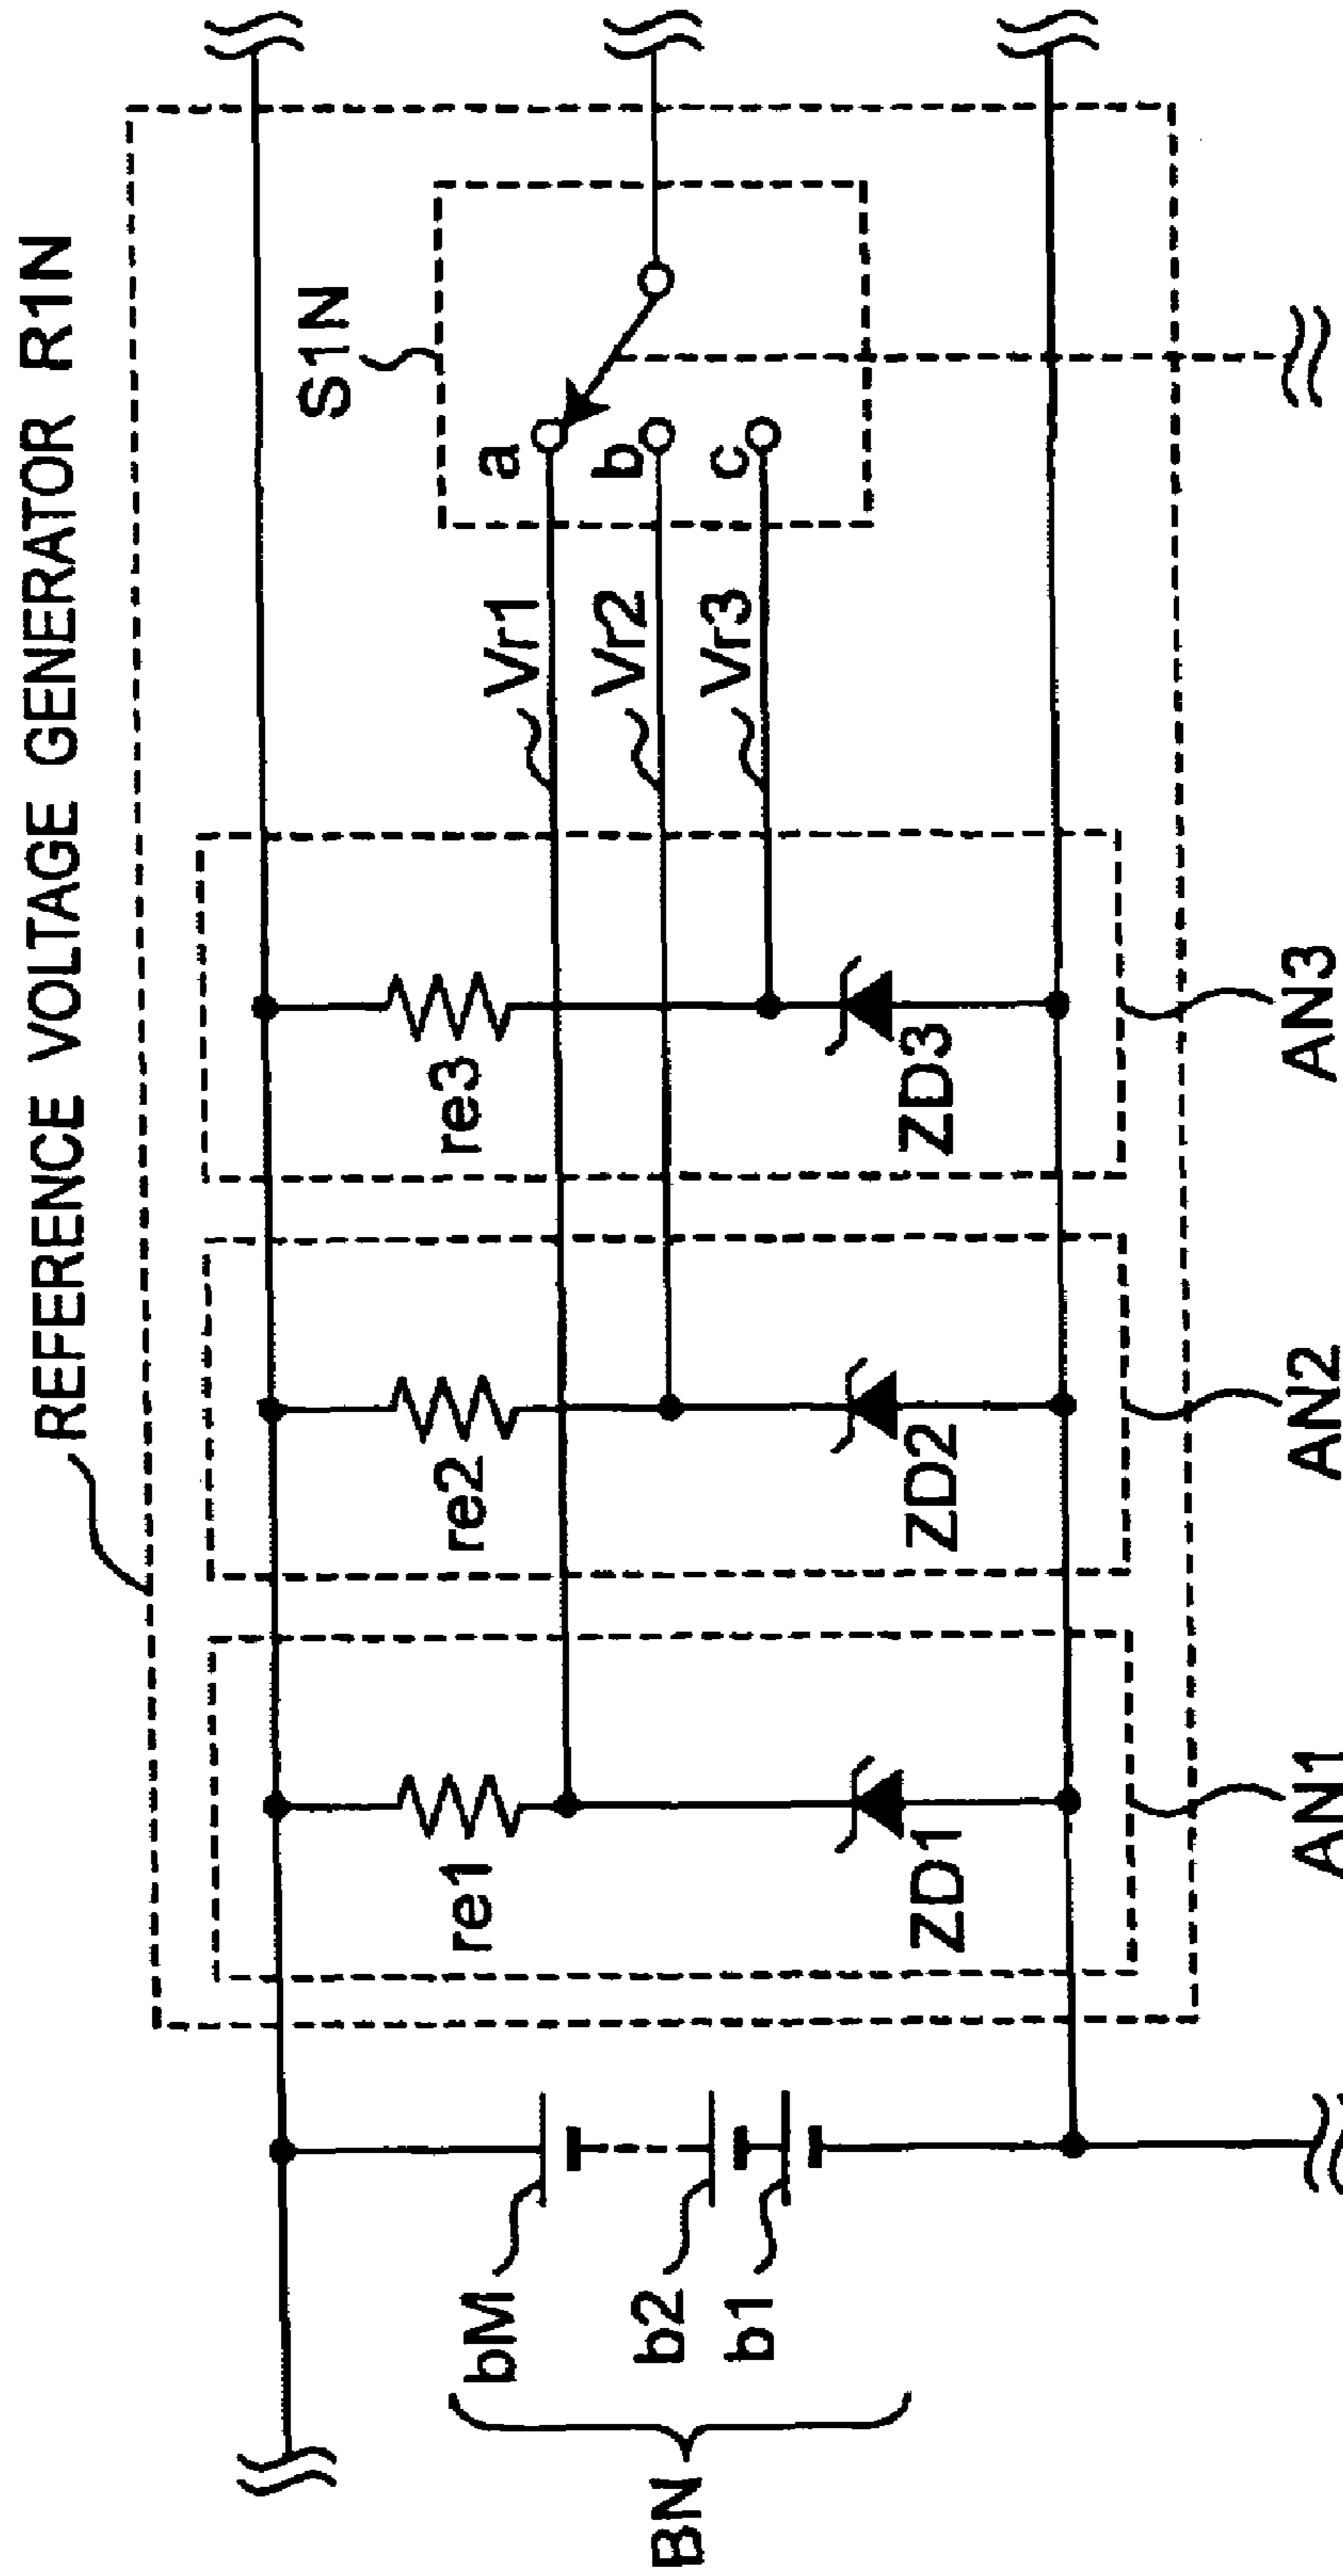 REFERENCE VOLTAGE GENERATOR R1N
S1N
a
b
c
Vr1
Vr2
Vr3
re1
re2
re3
ZD1
ZD2
ZD3
bM
b2
b1
BN
AN1
AN2
AN3